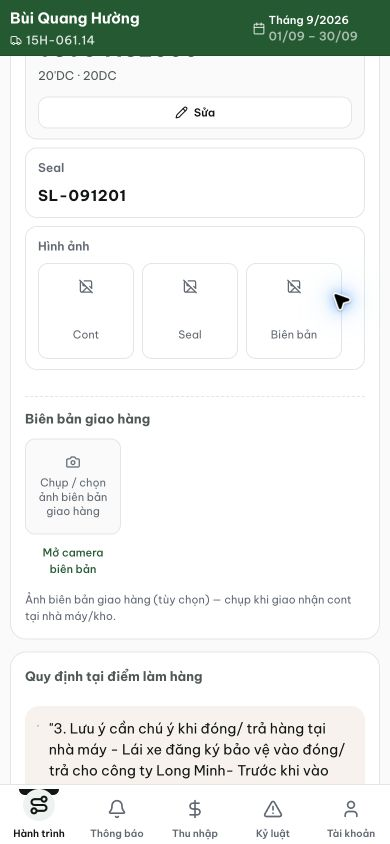 Bùi Quang Hường
15H-061.14
Tháng 9/2026
01/09 – 30/09
20'DC · 20DC
Sửa
Seal
SL-091201
Hình ảnh
Cont
Seal
Biên bản
Biên bản giao hàng
Chụp / chọn
ảnh biên bản
giao hàng
Mở camera
biên bản
Ảnh biên bản giao hàng (tùy chọn) — chụp khi giao nhận cont
tại nhà máy/kho.
Quy định tại điểm làm hàng
"3. Lưu ý cần chú ý khi đóng/ trả hàng tại
nhà máy - Lái xe đăng ký bảo vệ vào đóng/
trả cho công ty Long Minh- Trước khi vào
Hành trình
Thông báo
Thu nhập
Kỷ luật
Tài khoản